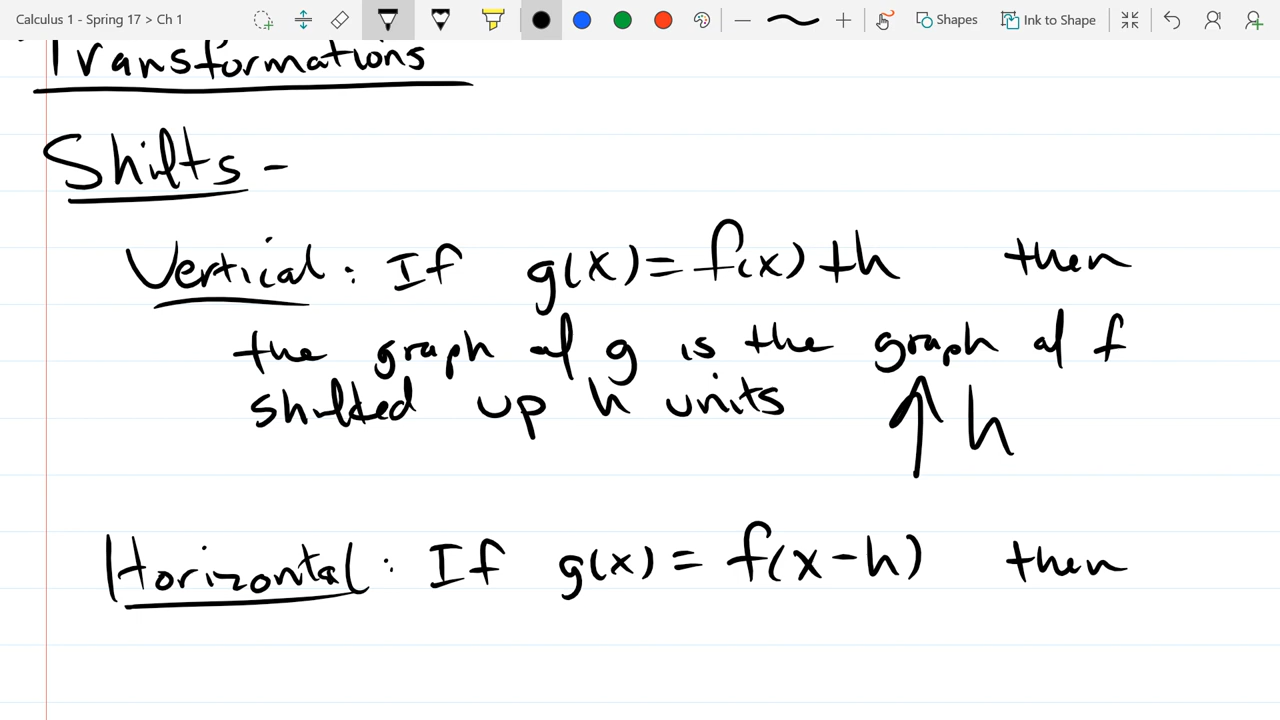 Calculus 1 - Spring 17 > Ch 1
Shapes
Ink to Shape
Transformations
Shifts -
Vertical: If g(x)=f(x)+h then
the graph of g is the graph of f
shifted up h units ↑ h
Horizontal: If g(x) = f(x-h) then